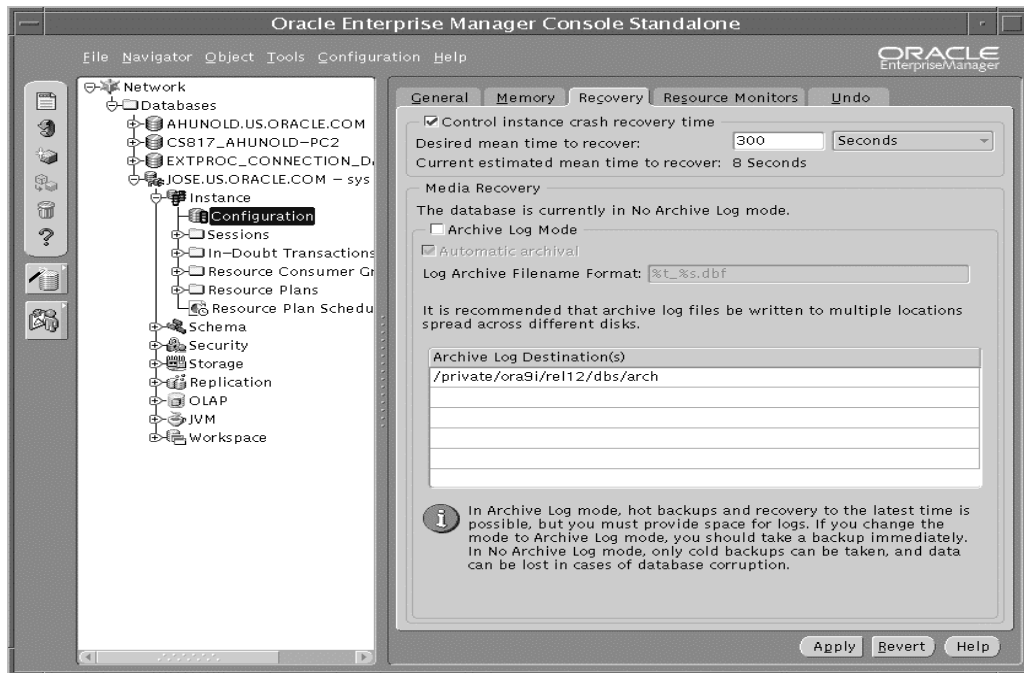 Oracle Enterprise Manager Console Standalone
File Navigator Object Tools Configuration Help
ORACLE
EnterpriseManager
Network
Databases
AHUNOLD.US.ORACLE.COM
CS817_AHUNOLD-PC2
EXTPROC_CONNECTION_D
JOSE.US.ORACLE.COM - sys
Instance
Configuration
Sessions
In-Doubt Transactions
Resource Consumer Gr
Resource Plans
Resource Plan Schedu
Schema
Security
Storage
Replication
OLAP
JVM
Workspace
General Memory Recovery Resource Monitors Undo
Control instance crash recovery time
Desired mean time to recover: 300 Seconds
Current estimated mean time to recover: 8 Seconds
Media Recovery
The database is currently in No Archive Log mode.
Archive Log Mode
Automatic archival
Log Archive Filename Format: %t_%s.dbf
It is recommended that archive log files be written to multiple locations
spread across different disks.
Archive Log Destination(s)
/private/ora9i/rel12/dbs/arch
In Archive Log mode, hot backups and recovery to the latest time is
possible, but you must provide space for logs. If you change the
mode to Archive Log mode, you should take a backup immediately.
In No Archive Log mode, only cold backups can be taken, and data
can be lost in cases of database corruption.
Apply Revert Help